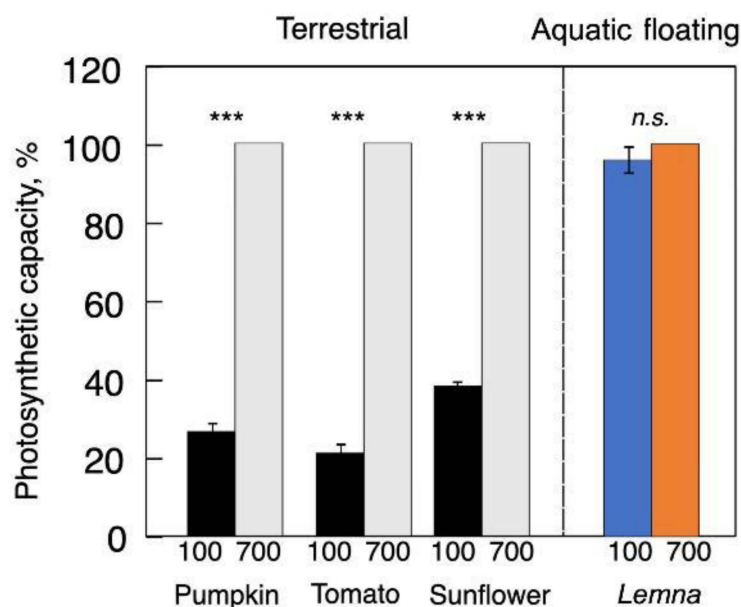 Terrestrial Aquatic floating
Photosynthetic capacity, %
120
100
80
60
40
20
0
*** *** *** n.s.
100 700 100 700 100 700 100 700
Pumpkin Tomato Sunflower Lemna